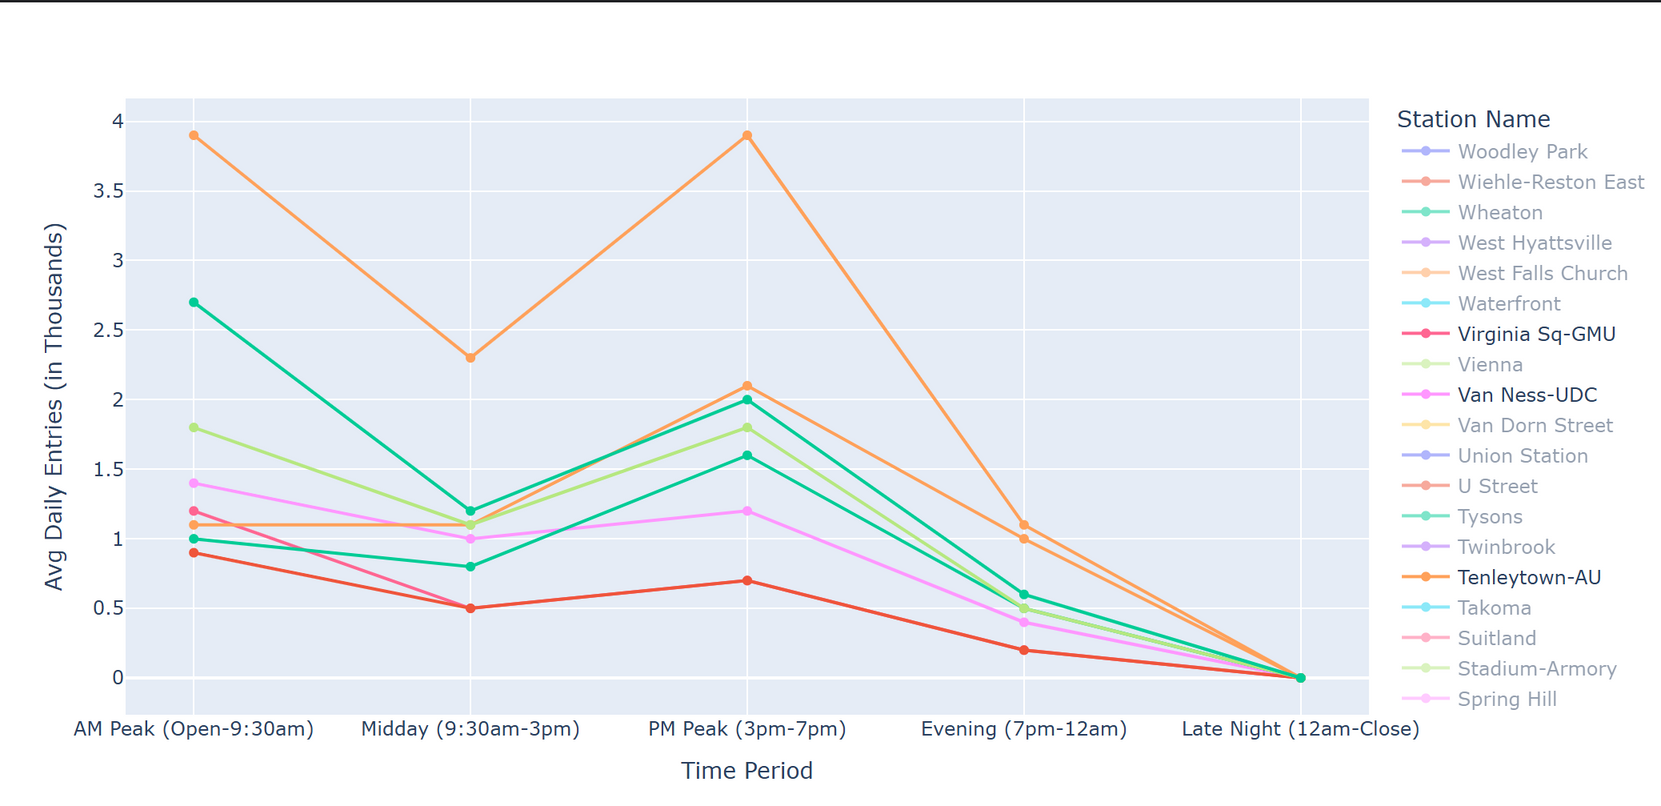 Station Name
Woodley Park
Wiehle-Reston East
Wheaton
West Hyattsville
West Falls Church
Waterfront
Virginia Sq-GMU
Vienna
Van Ness-UDC
Van Dorn Street
Union Station
U Street
Tysons
Twinbrook
Tenleytown-AU
Takoma
Suitland
Stadium-Armory
Spring Hill
Avg Daily Entries (in Thousands)
4
3.5
3
2.5
2
1.5
1
0.5
0
AM Peak (Open-9:30am)
Midday (9:30am-3pm)
PM Peak (3pm-7pm)
Evening (7pm-12am)
Late Night (12am-Close)
Time Period